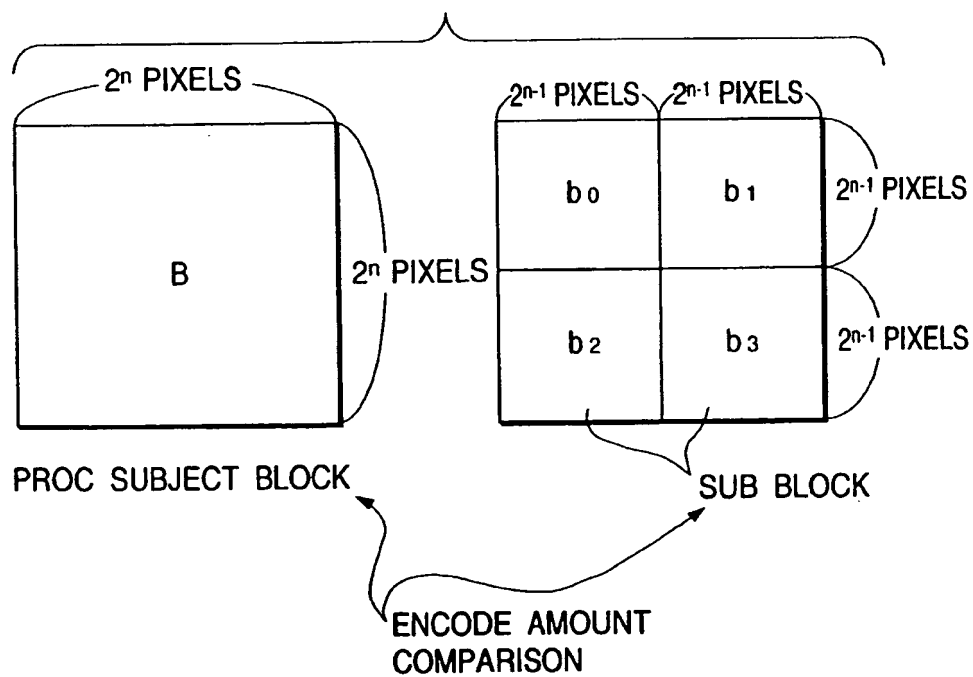 2ⁿ PIXELS
2ⁿ⁻¹ PIXELS 2ⁿ⁻¹ PIXELS
b0 b1 2ⁿ⁻¹ PIXELS
B 2ⁿ PIXELS
b2 b3 2ⁿ⁻¹ PIXELS
PROC SUBJECT BLOCK
SUB BLOCK
ENCODE AMOUNT
COMPARISON